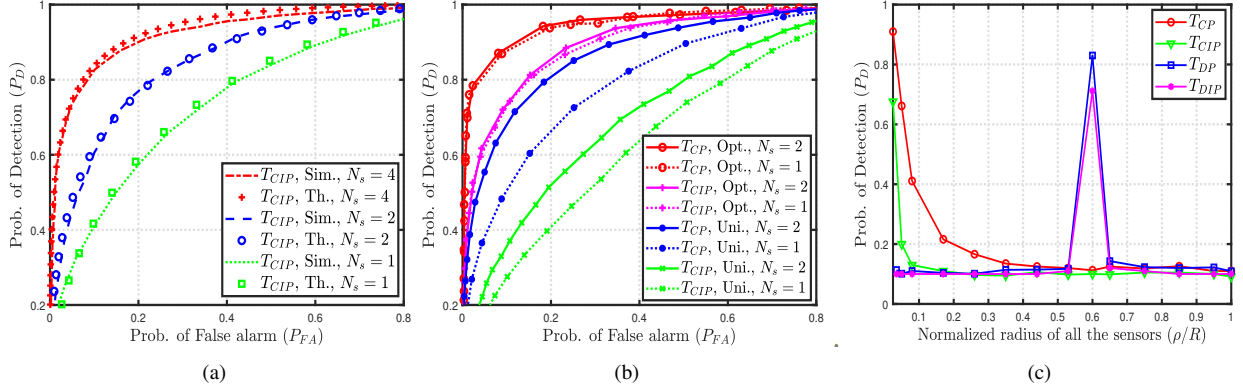 Prob. of Detection (P_D)
1
0.8
0.6
0.4
0.2
0
0.2
0.4
0.6
0.8
Prob. of False alarm (P_FA)
T_CIP, Sim., N_s = 4
T_CIP, Th., N_s = 4
T_CIP, Sim., N_s = 2
T_CIP, Th., N_s = 2
T_CIP, Sim., N_s = 1
T_CIP, Th., N_s = 1
(a)
Prob. of Detection (P_D)
1
0.8
0.6
0.4
0.2
0
0.2
0.4
0.6
0.8
Prob. of False alarm (P_FA)
T_CP, Opt., N_s = 2
T_CP, Opt., N_s = 1
T_CIP, Opt., N_s = 2
T_CIP, Opt., N_s = 1
T_CP, Uni., N_s = 2
T_CP, Uni., N_s = 1
T_CIP, Uni., N_s = 2
T_CIP, Uni., N_s = 1
(b)
Prob. of Detection (P_D)
1
0.8
0.6
0.4
0.2
0
0.1
0.2
0.3
0.4
0.5
0.6
0.7
0.8
0.9
1
Normalized radius of all the sensors (ρ/R)
T_CP
T_CIP
T_DP
T_DIP
(c)